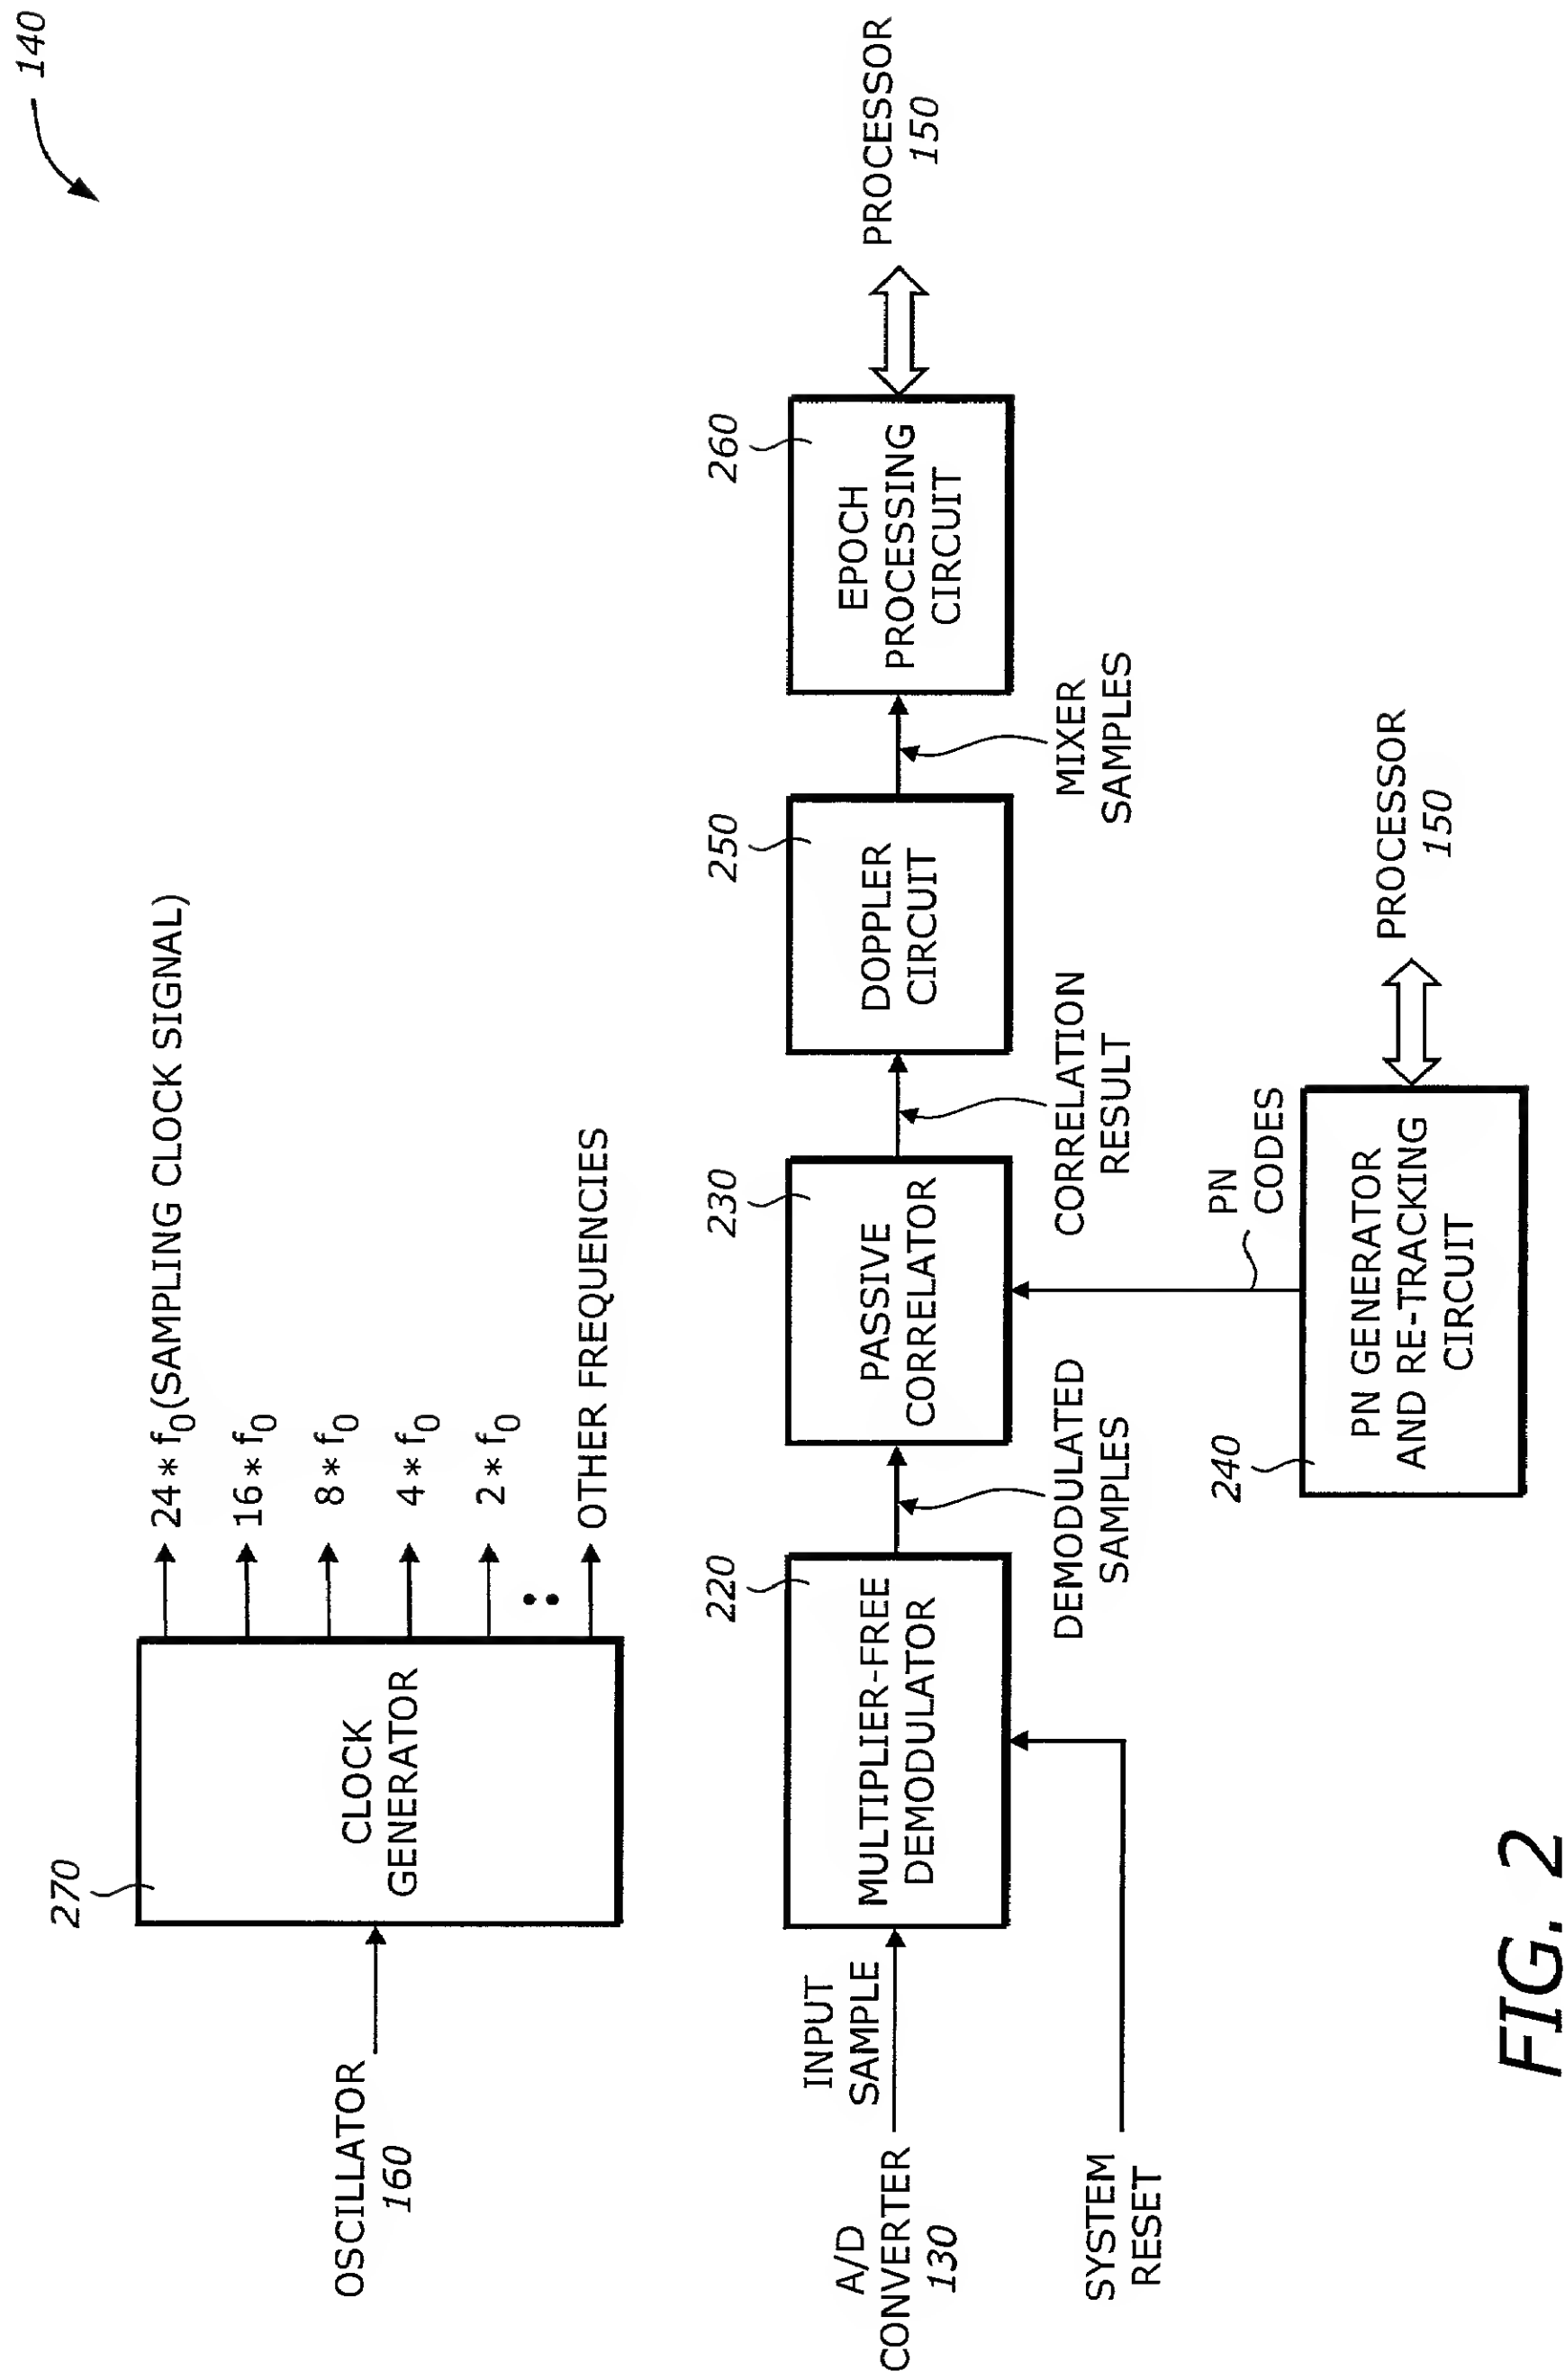 140
270
OSCILLATOR
160
CLOCK
GENERATOR
24 * f0 (SAMPLING CLOCK SIGNAL)
16 * f0
8 * f0
4 * f0
2 * f0
:
OTHER FREQUENCIES
A/D
CONVERTER
130
INPUT
SAMPLE
220
MULTIPLIER-FREE
DEMODULATOR
230
PASSIVE
CORRELATOR
250
DOPPLER
CIRCUIT
260
EPOCH
PROCESSING
CIRCUIT
PROCESSOR
150
SYSTEM
RESET
DEMODULATED
SAMPLES
CORRELATION
RESULT
MIXER
SAMPLES
PN
CODES
240
PN GENERATOR
AND RE-TRACKING
CIRCUIT
PROCESSOR
150
FIG. 2